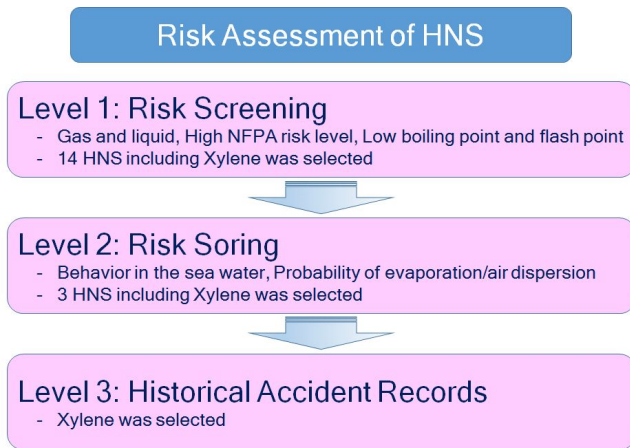 Risk Assessment of HNS
Level 1: Risk Screening
- Gas and liquid, High NFPA risk level, Low boiling point and flash point
- 14 HNS including Xylene was selected
Level 2: Risk Soring
- Behavior in the sea water, Probability of evaporation/air dispersion
- 3 HNS including Xylene was selected
Level 3: Historical Accident Records
- Xylene was selected